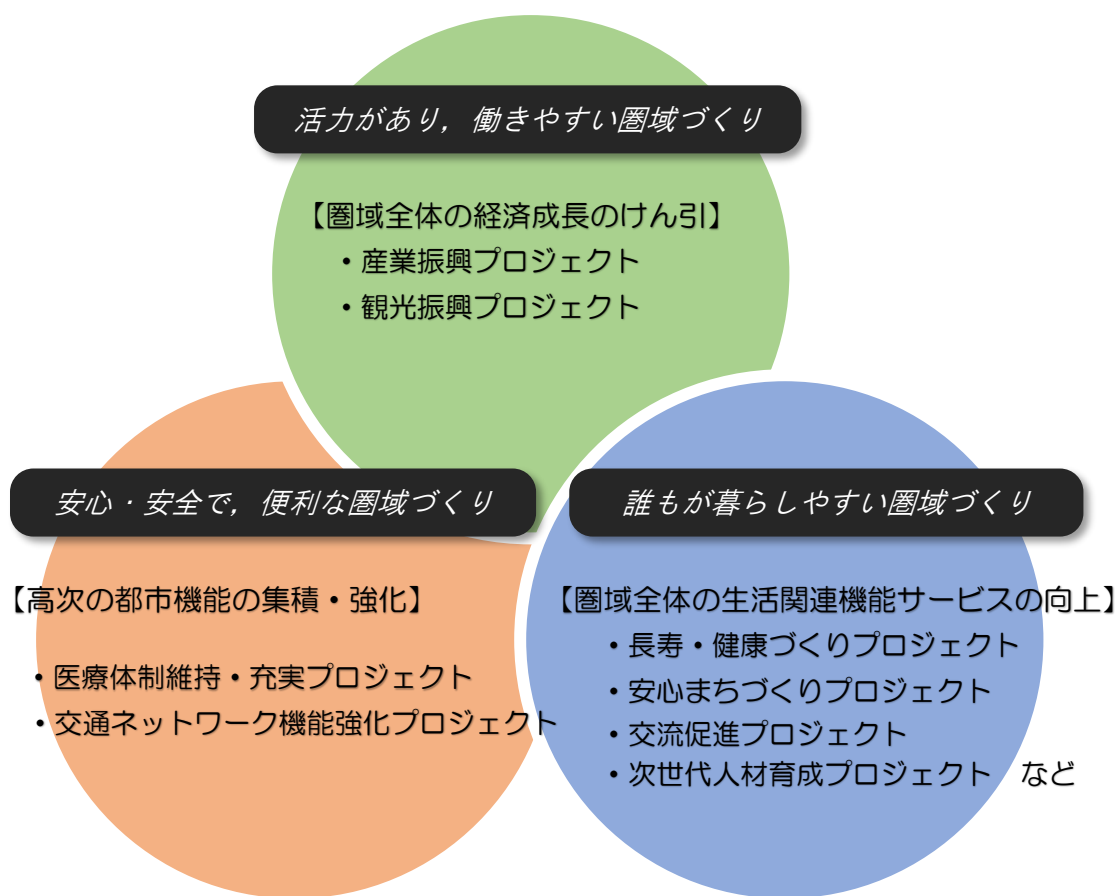 活力があり，働きやすい圏域づくり
【圏域全体の経済成長のけん引】
・産業振興プロジェクト
・観光振興プロジェクト
安心・安全で，便利な圏域づくり
【高次の都市機能の集積・強化】
・医療体制維持・充実プロジェクト
・交通ネットワーク機能強化プロジェクト
誰もが暮らしやすい圏域づくり
【圏域全体の生活関連機能サービスの向上】
・長寿・健康づくりプロジェクト
・安心まちづくりプロジェクト
・交流促進プロジェクト
・次世代人材育成プロジェクト　など